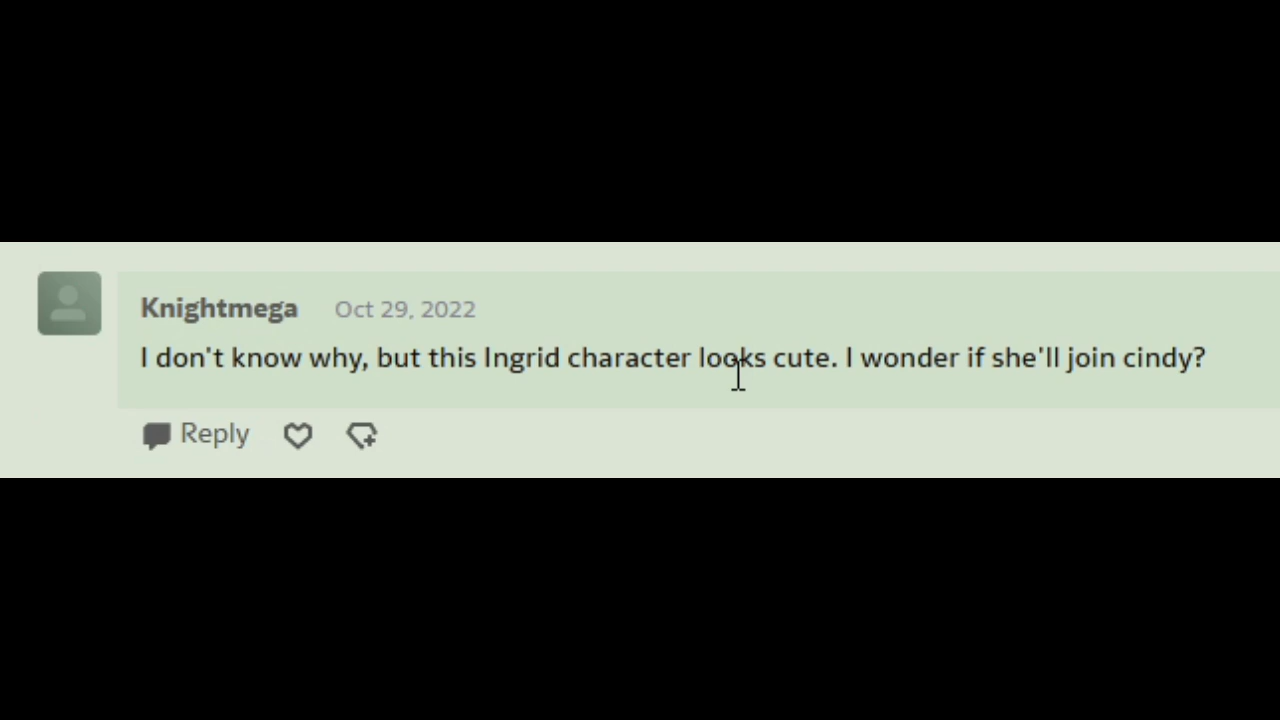 Knightmega Oct 29, 2022
I don't know why, but this Ingrid character looks cute. I wonder if she'll join cindy?
Reply